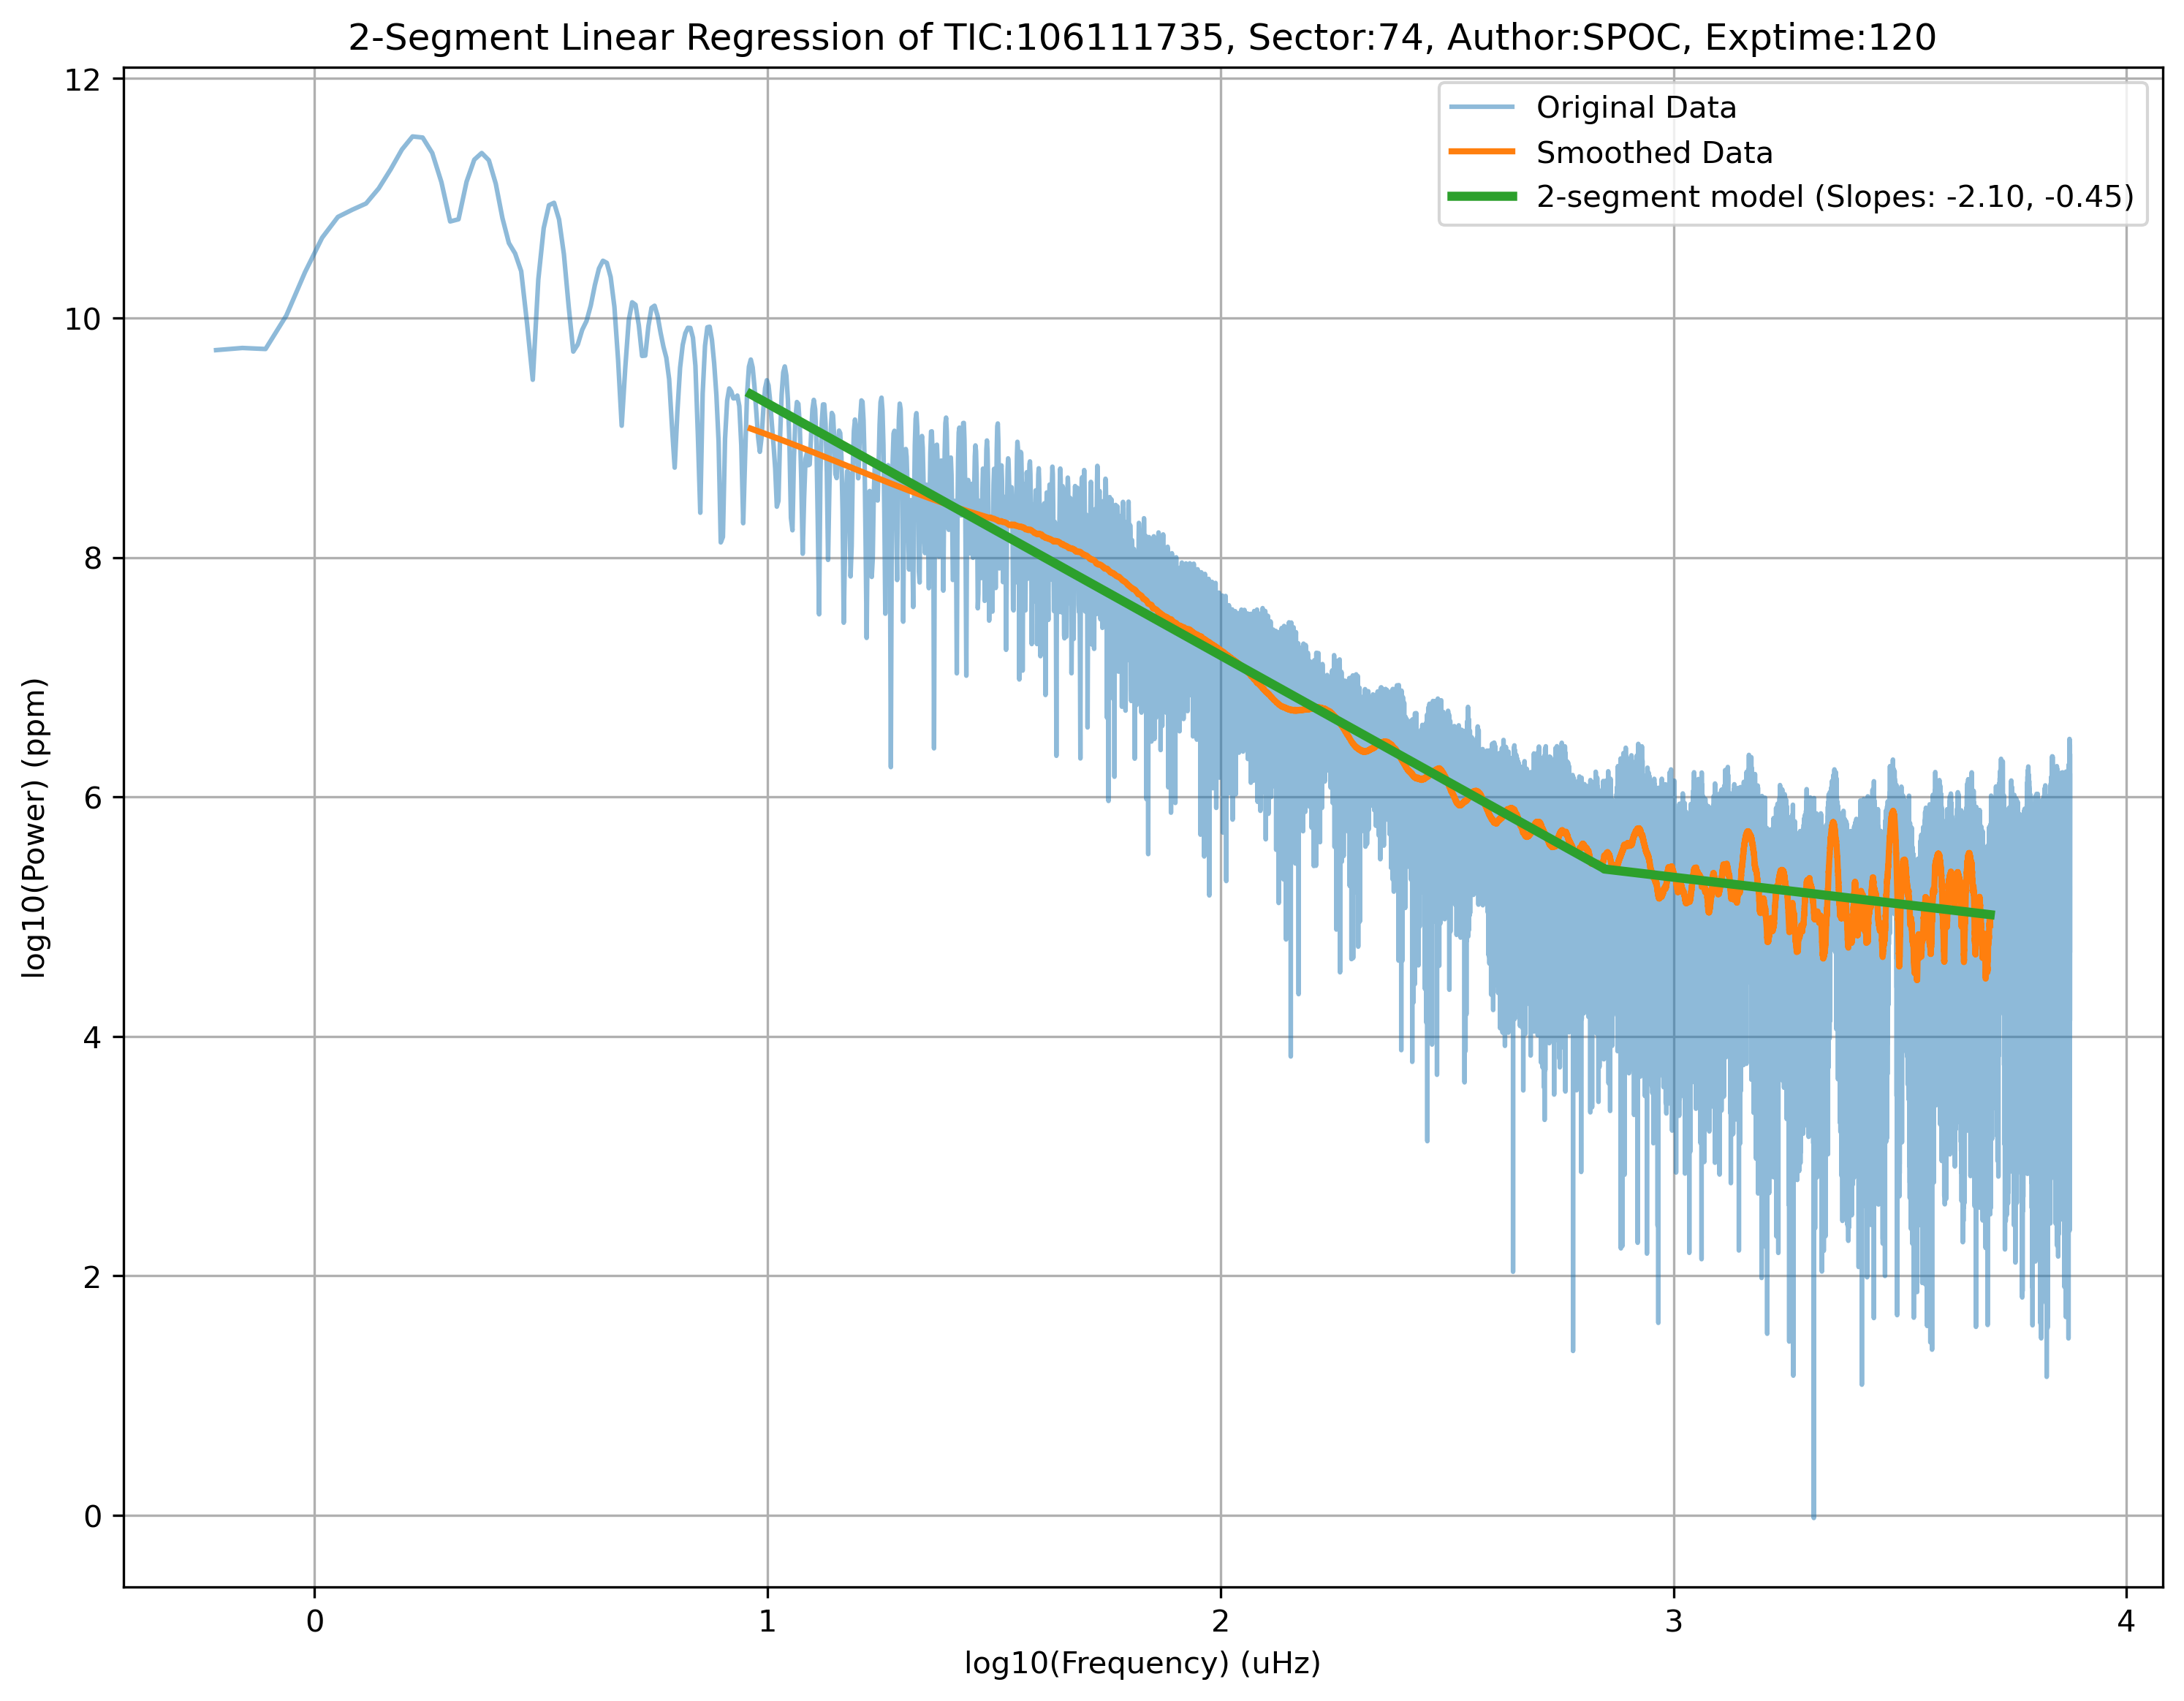 2-Segment Linear Regression of TIC:106111735, Sector:74, Author:SPOC, Exptime:120
Original Data
Smoothed Data
2-segment model (Slopes: -2.10, -0.45)
12
10
8
6
4
2
0
log10(Power) (ppm)
0 1 2 3 4
log10(Frequency) (uHz)